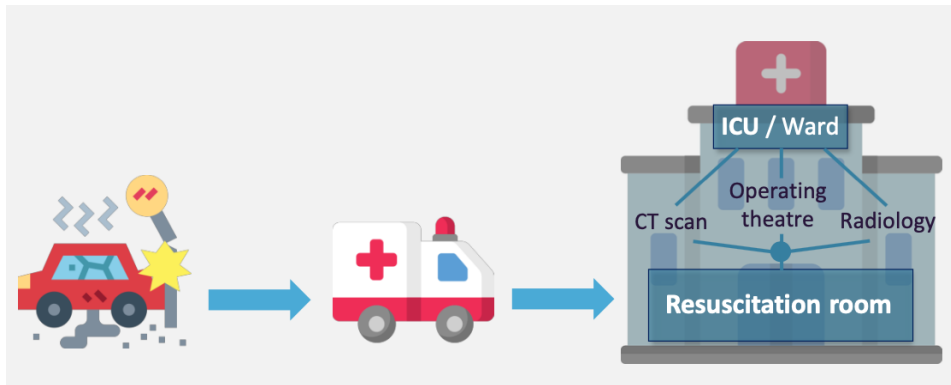 ICU / Ward
Operating
theatre
CT scan
Radiology
Resuscitation room